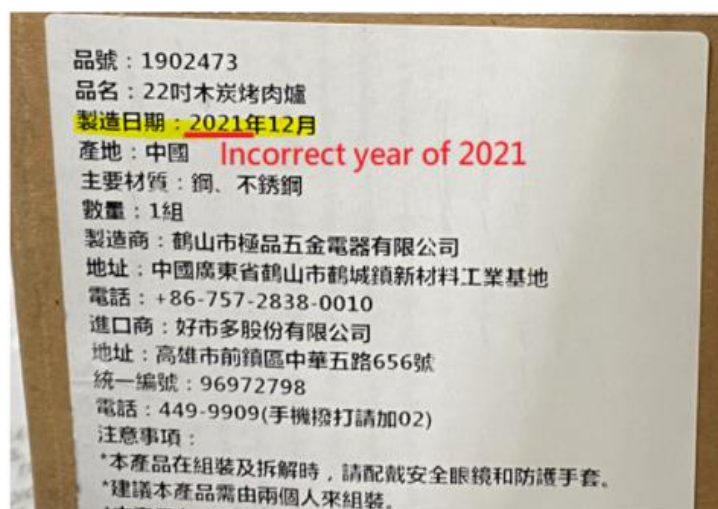 品號：1902473
品名：22吋木炭烤肉爐
製造日期：2021年12月
產地：中國 Incorrect year of 2021
主要材質：鋼、不銹鋼
數量：1組
製造商：鶴山市極品五金電器有限公司
地址：中國廣東省鶴山市鶴城鎮新材料工業基地
電話：+86-757-2838-0010
進口商：好市多股份有限公司
地址：高雄市前鎮區中華五路656號
統一編號：96972798
電話：449-9909(手機撥打請加02)
注意事項：
*本產品在組裝及拆解時，請配戴安全眼鏡和防護手套。
*建議本產品需由兩個人來組裝。